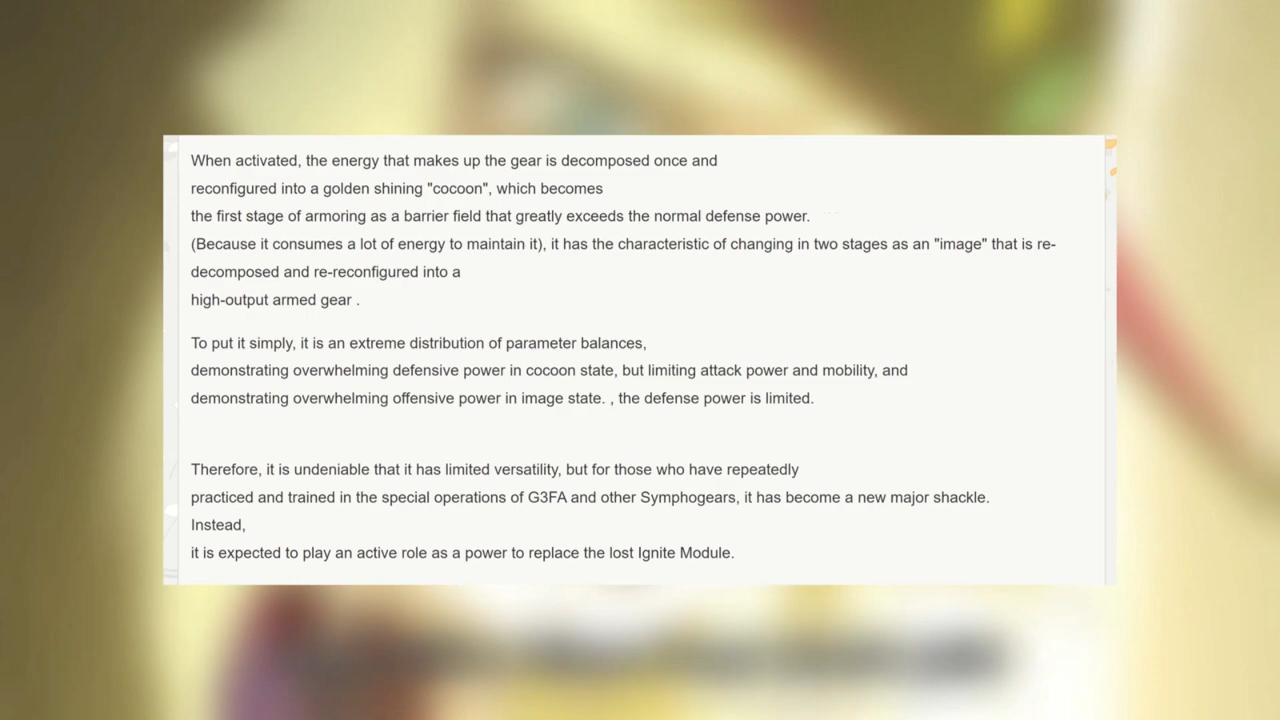 When activated, the energy that makes up the gear is decomposed once and
reconfigured into a golden shining "cocoon", which becomes
the first stage of armoring as a barrier field that greatly exceeds the normal defense power.
(Because it consumes a lot of energy to maintain it), it has the characteristic of changing in two stages as an "image" that is re-
decomposed and re-reconfigured into a
high-output armed gear .
To put it simply, it is an extreme distribution of parameter balances,
demonstrating overwhelming defensive power in cocoon state, but limiting attack power and mobility, and
demonstrating overwhelming offensive power in image state. , the defense power is limited.
Therefore, it is undeniable that it has limited versatility, but for those who have repeatedly
practiced and trained in the special operations of G3FA and other Symphogears, it has become a new major shackle.
Instead,
it is expected to play an active role as a power to replace the lost Ignite Module.